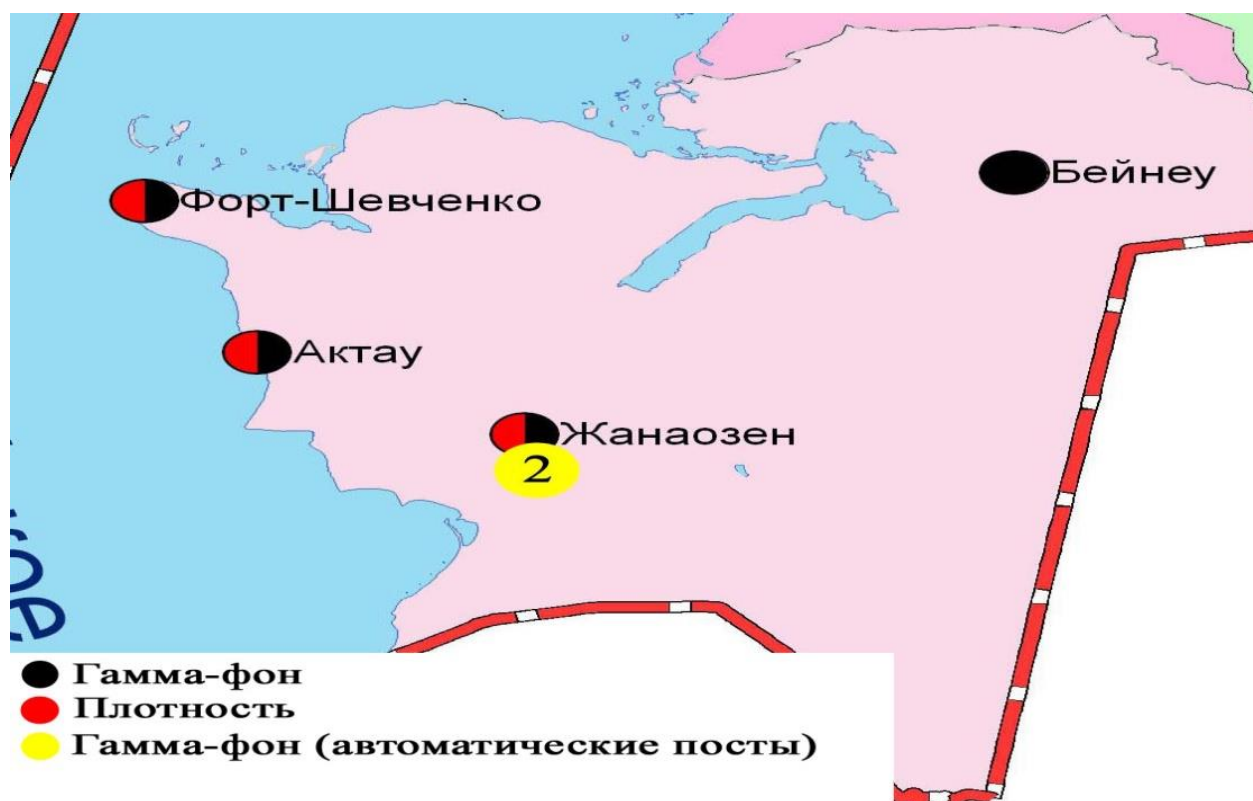 Бейнеу
Форт-Шевченко
Актау
Жанаозен
2
Гамма-фон
Плотность
Гамма-фон (автоматические посты)